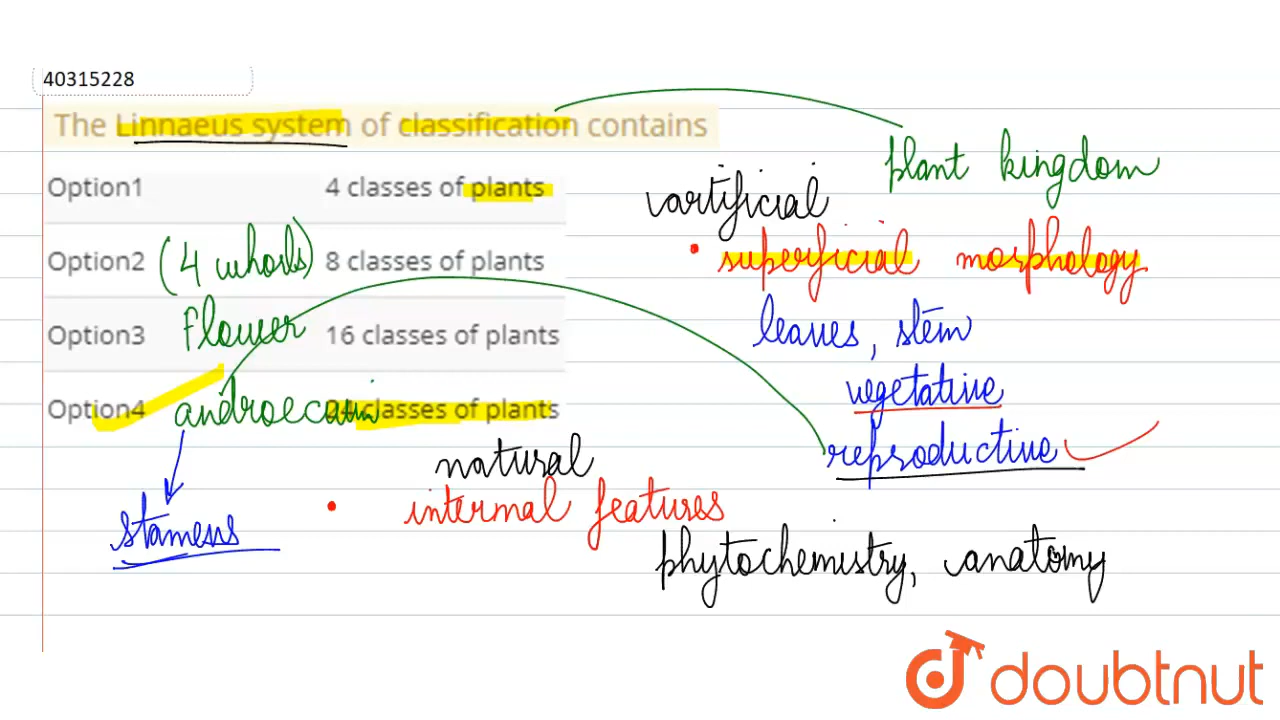 40315228
The Linnaeus system of classification contains
plant kingdom
Option1 4 classes of plants
artificial
Option2 (4 whorls) 8 classes of plants
• superficial morphology
Option3 flower 16 classes of plants
leaves, stem
vegetative
Option4 androecium classes of plants
reproductive
natural
• internal features
stamens
phytochemistry, anatomy
doubtnut